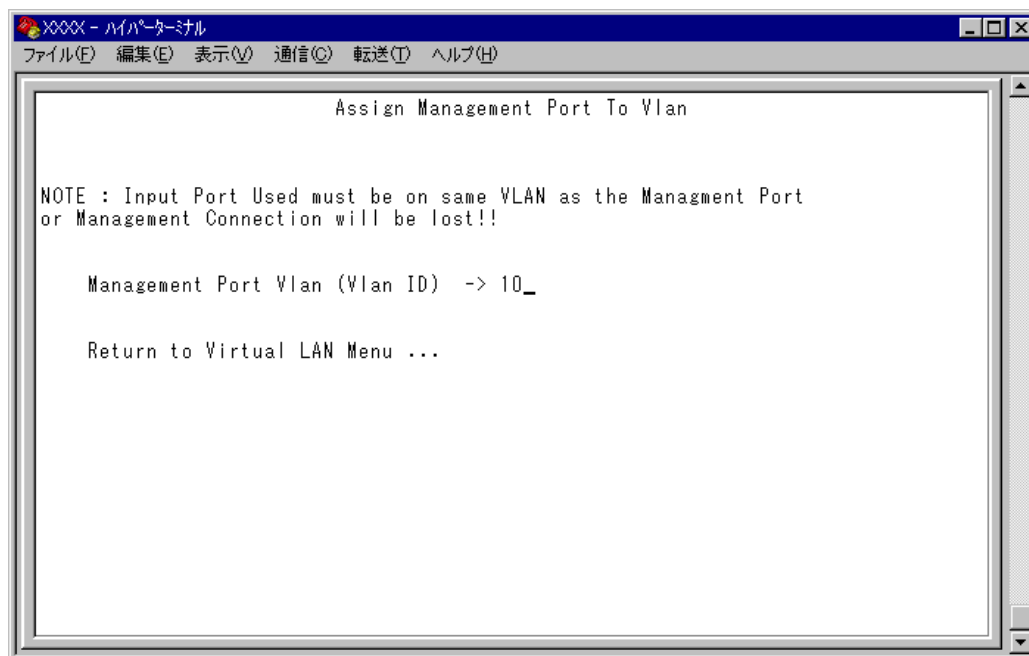 XXXX - ハイパーターミナル
ファイル(F) 編集(E) 表示(V) 通信(C) 転送(T) ヘルプ(H)
Assign Management Port To Vlan
NOTE : Input Port Used must be on same VLAN as the Managment Port
or Management Connection will be lost!!
Management Port Vlan (Vlan ID) -> 10_
Return to Virtual LAN Menu ...